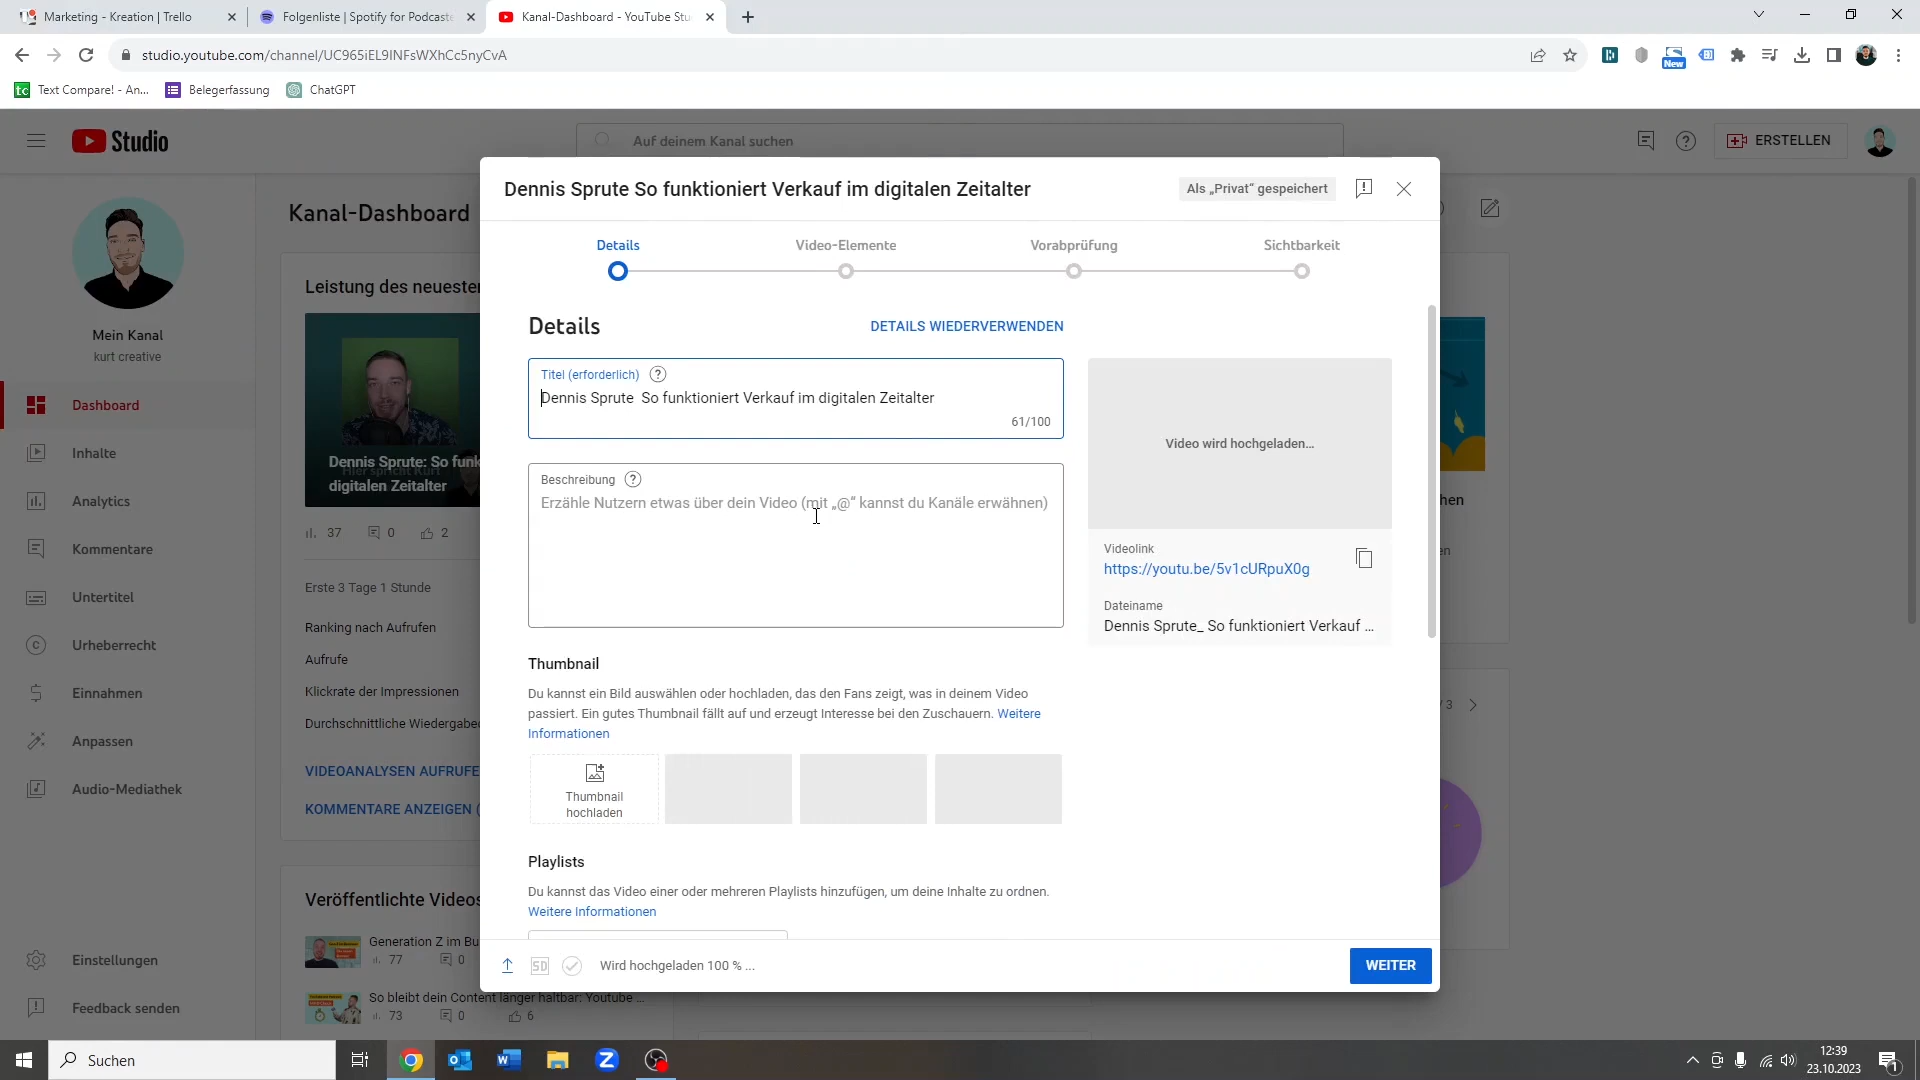 Marketing - Kreation | Trello
Folgenliste | Spotify for Podcaste
Kanal-Dashboard - YouTube Stu
studio.youtube.com/channel/UC965iEL9INFsWXhCc5nyCvA
New
tc Text Compare! - An...
Belegerfassung
ChatGPT
Studio
Auf deinem Kanal suchen
ERSTELLEN
Mein Kanal
kurt creative
Dashboard
Inhalte
Analytics
Kommentare
Untertitel
Urheberrecht
Einnahmen
Anpassen
Audio-Mediathek
Einstellungen
Feedback senden
Kanal-Dashboard
Leistung des neuesten
Dennis Sprute: So funk
digitalen Zeitalter
37 0 2
Erste 3 Tage 1 Stunde
Ranking nach Aufrufen
Aufrufe
Klickrate der Impressionen
Durchschnittliche Wiedergabed
VIDEOANALYSEN AUFRUFE
KOMMENTARE ANZEIGEN (
Veröffentlichte Videos
Generation Z im Bu
77 0
So bleibt dein Content länger haltbar: Youtube ...
73 0 6
Dennis Sprute So funktioniert Verkauf im digitalen Zeitalter
Als „Privat“ gespeichert
Details
Video-Elemente
Vorabprüfung
Sichtbarkeit
Details
DETAILS WIEDERVERWENDEN
Titel (erforderlich)
Dennis Sprute  So funktioniert Verkauf im digitalen Zeitalter
61/100
Beschreibung
Erzähle Nutzern etwas über dein Video (mit „@“ kannst du Kanäle erwähnen)
Thumbnail
Du kannst ein Bild auswählen oder hochladen, das den Fans zeigt, was in deinem Video
passiert. Ein gutes Thumbnail fällt auf und erzeugt Interesse bei den Zuschauern. Weitere
Informationen
Thumbnail
hochladen
Playlists
Du kannst das Video einer oder mehreren Playlists hinzufügen, um deine Inhalte zu ordnen.
Weitere Informationen
Video wird hochgeladen...
Videolink
https://youtu.be/5v1cURpuX0g
Dateiname
Dennis Sprute_ So funktioniert Verkauf ...
SD
Wird hochgeladen 100 % ...
WEITER
hen
en
/ 3
Suchen
12:39
23.10.2023
1